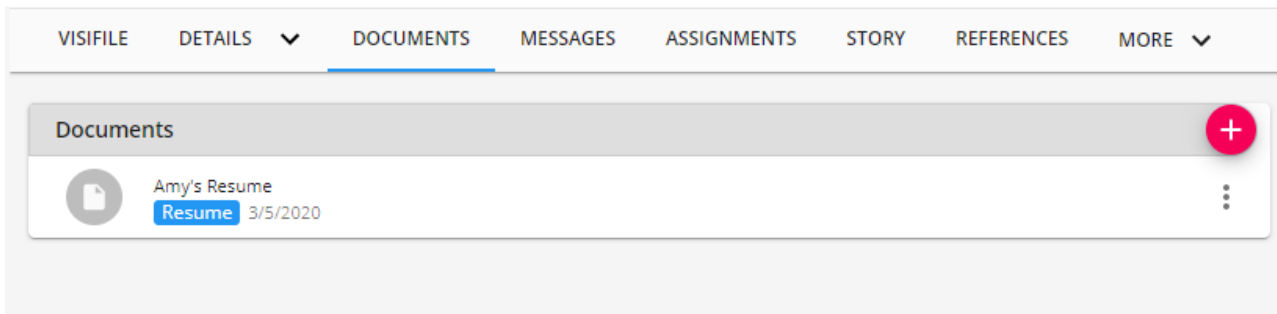 VISIFILE DETAILS DOCUMENTS MESSAGES ASSIGNMENTS STORY REFERENCES MORE
Documents
Amy's Resume
Resume 3/5/2020